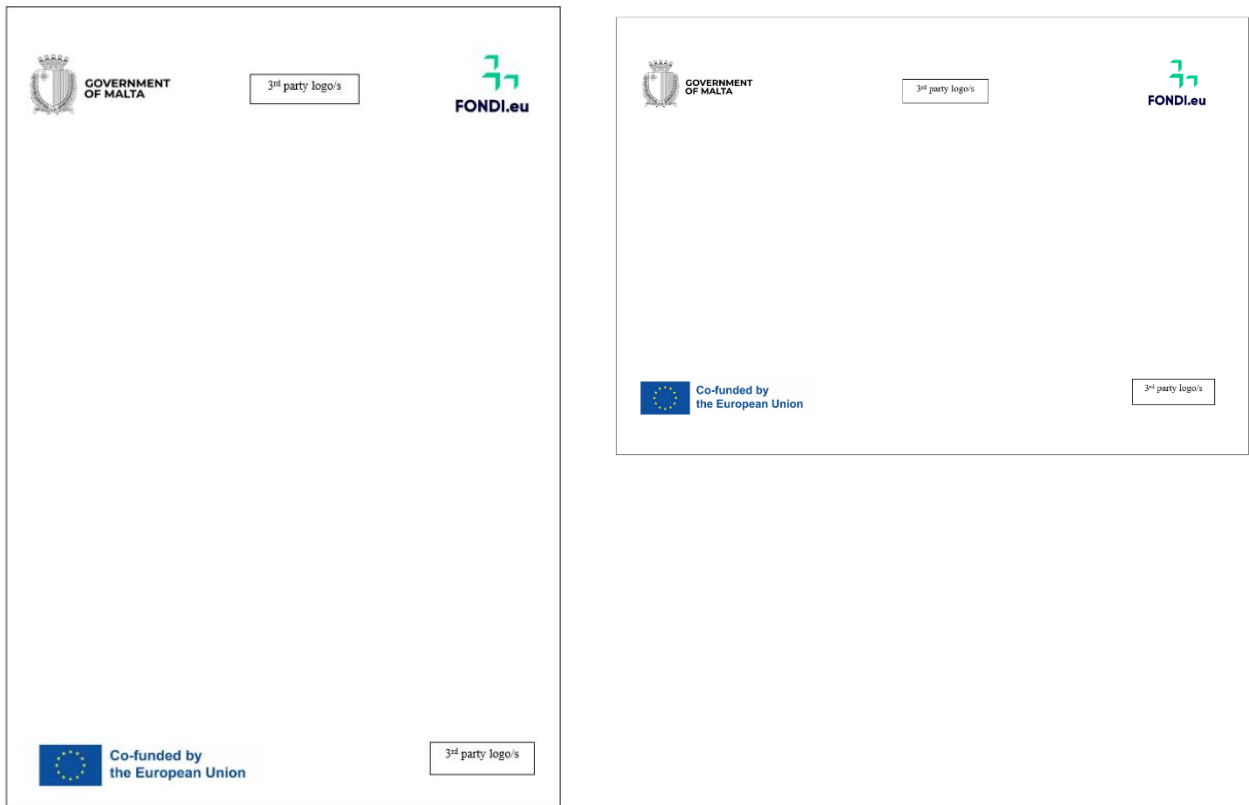 GOVERNMENT
OF MALTA
3rd party logo/s
FONDI.eu
Co-funded by
the European Union
3rd party logo/s
GOVERNMENT
OF MALTA
3rd party logo/s
FONDI.eu
Co-funded by
the European Union
3rd party logo/s